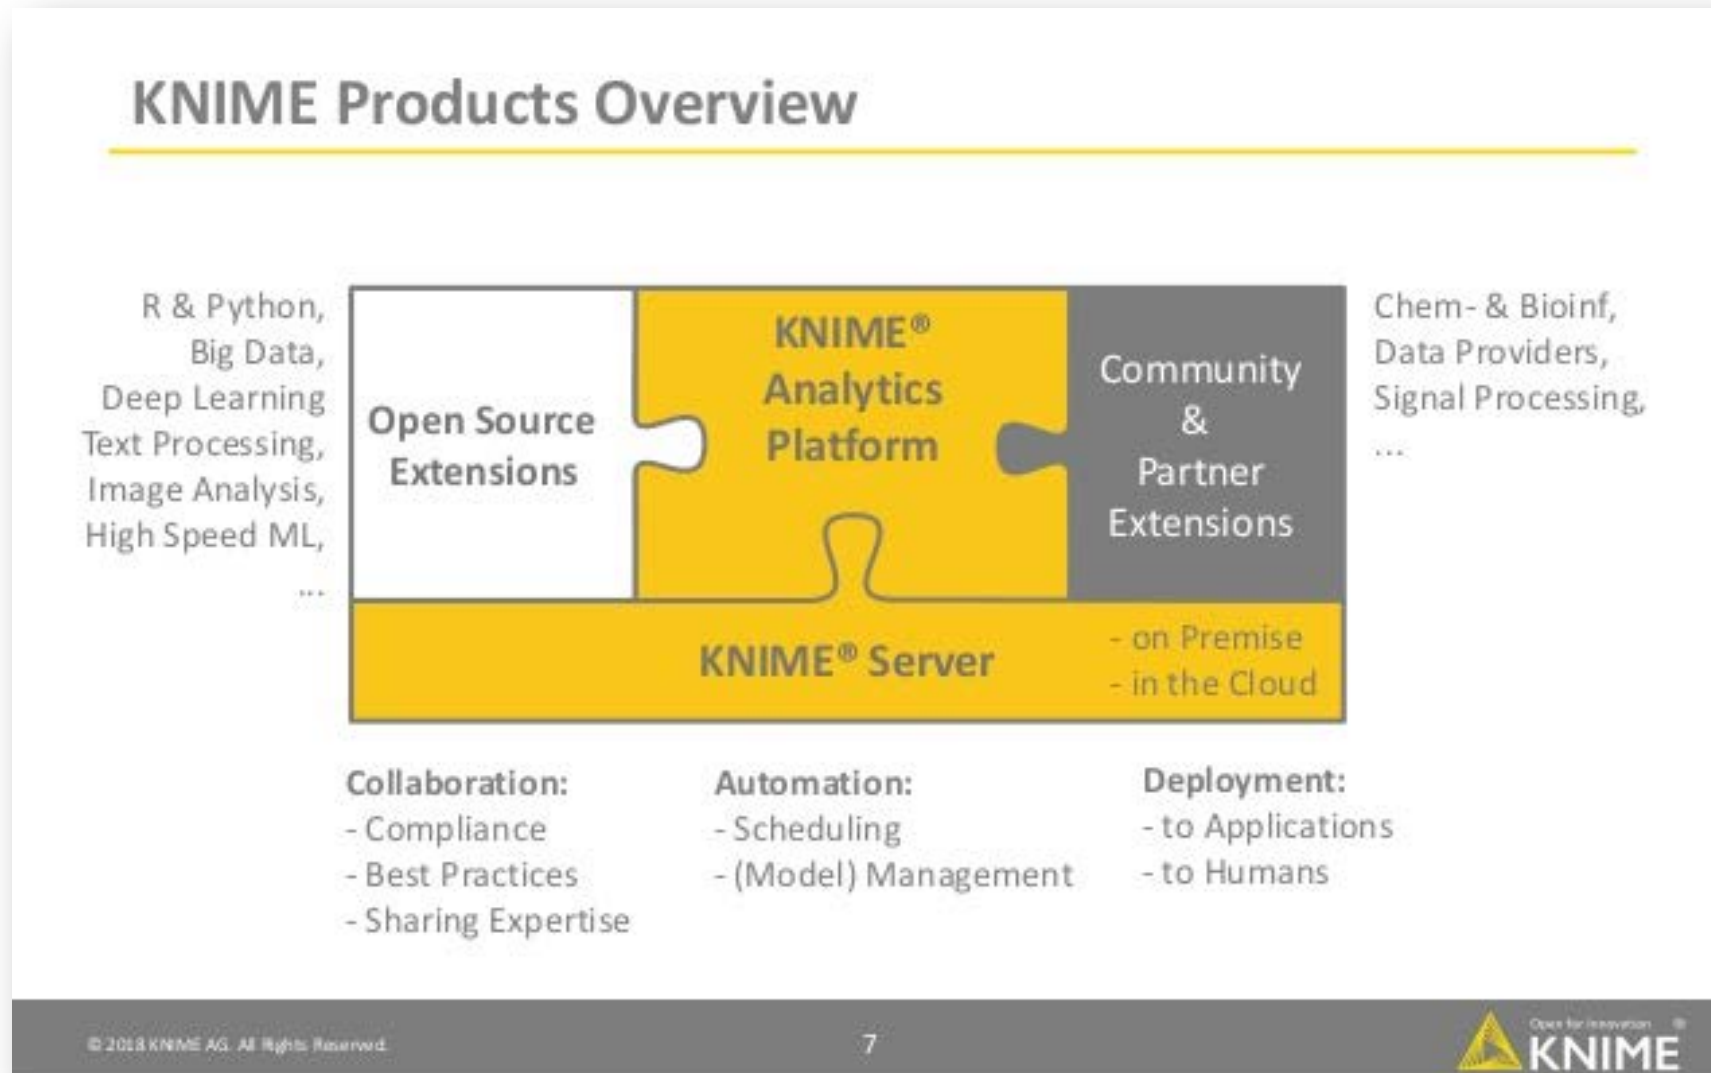 KNIME Products Overview
R & Python,
Big Data,
Deep Learning
Text Processing,
Image Analysis,
High Speed ML,
...
Open Source
Extensions
KNIME®
Analytics
Platform
Community
&
Partner
Extensions
Chem- & Bioinf,
Data Providers,
Signal Processing,
...
KNIME® Server
- on Premise
- in the Cloud
Collaboration:
- Compliance
- Best Practices
- Sharing Expertise
Automation:
- Scheduling
- (Model) Management
Deployment:
- to Applications
- to Humans
© 2018 KNIME AG. All Rights Reserved.
7
Open for Innovation ®
KNIME